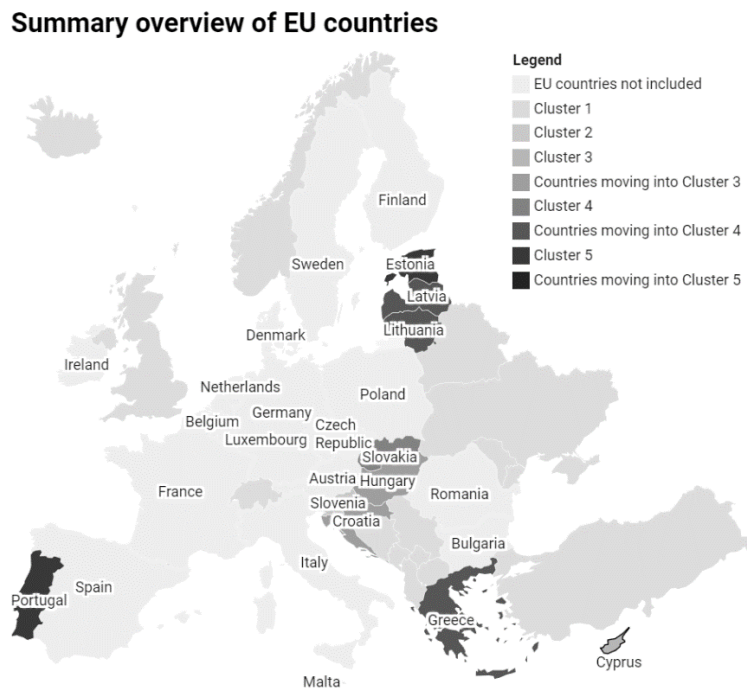 Summary overview of EU countries
Legend
EU countries not included
Cluster 1
Cluster 2
Cluster 3
Countries moving into Cluster 3
Cluster 4
Countries moving into Cluster 4
Cluster 5
Countries moving into Cluster 5
Finland
Sweden
Estonia
Latvia
Lithuania
Denmark
Ireland
Netherlands
Poland
Germany
Belgium
Czech
Republic
Luxembourg
Slovakia
Austria
Hungary
France
Romania
Slovenia
Croatia
Bulgaria
Italy
Spain
Portugal
Greece
Cyprus
Malta